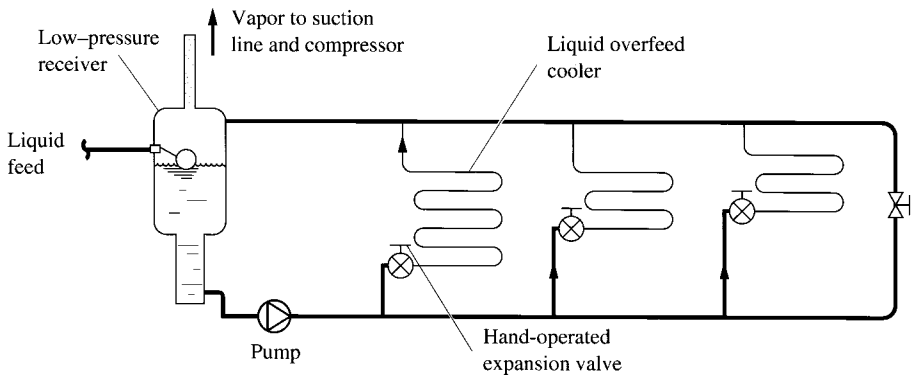 Vapor to suction
line and compressor
Low–pressure
receiver
Liquid overfeed
cooler
Liquid
feed
Pump
Hand-operated
expansion valve